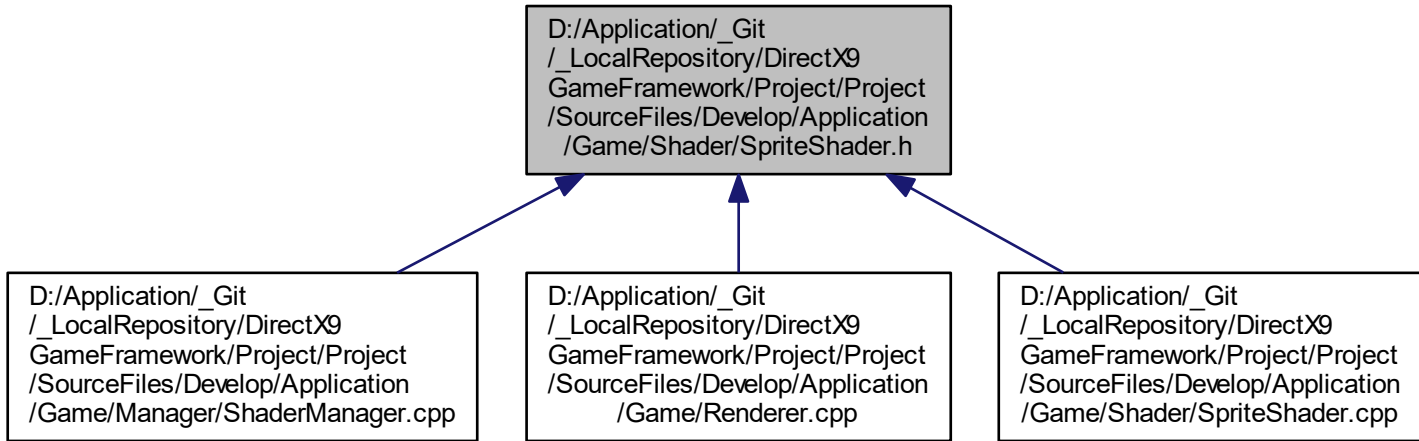 D:/Application/_Git
/_LocalRepository/DirectX9
GameFramework/Project/Project
/SourceFiles/Develop/Application
/Game/Shader/SpriteShader.h
D:/Application/_Git
/_LocalRepository/DirectX9
GameFramework/Project/Project
/SourceFiles/Develop/Application
/Game/Manager/ShaderManager.cpp
D:/Application/_Git
/_LocalRepository/DirectX9
GameFramework/Project/Project
/SourceFiles/Develop/Application
/Game/Renderer.cpp
D:/Application/_Git
/_LocalRepository/DirectX9
GameFramework/Project/Project
/SourceFiles/Develop/Application
/Game/Shader/SpriteShader.cpp